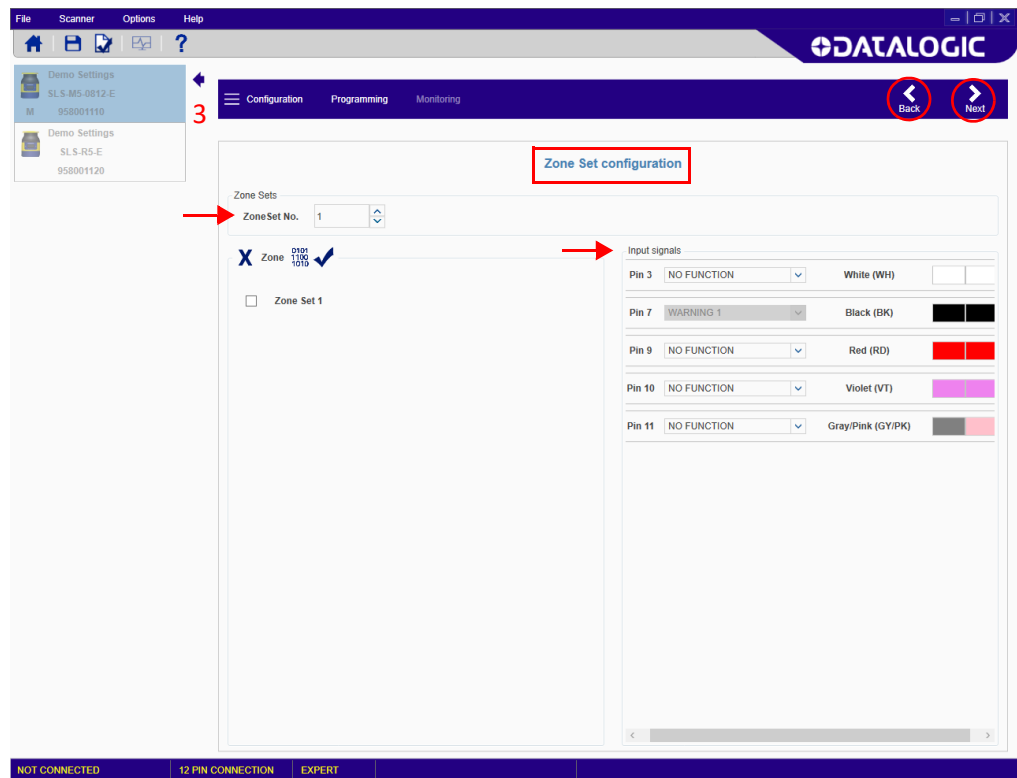 File Scanner Options Help
? DATALOGIC
Demo Settings
SLS-M5-0812-E
M 958001110
Demo Settings
SLS-R5-E
958001120
3
Configuration Programming Monitoring Back Next
Zone Set configuration
Zone Sets
ZoneSet No. 1
X Zone 0101 1100 1010
Zone Set 1
Input signals
Pin 3 NO FUNCTION White (WH)
Pin 7 WARNING 1 Black (BK)
Pin 9 NO FUNCTION Red (RD)
Pin 10 NO FUNCTION Violet (VT)
Pin 11 NO FUNCTION Gray/Pink (GY/PK)
NOT CONNECTED 12 PIN CONNECTION EXPERT